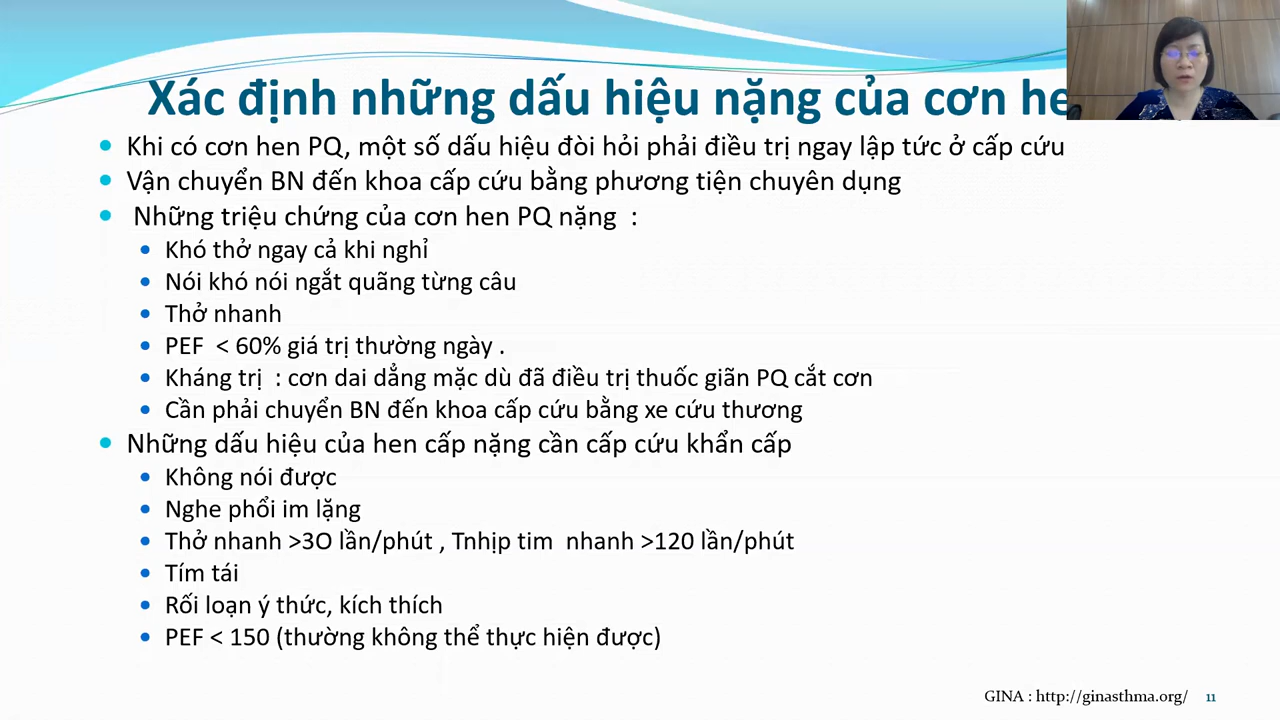 Xác định những dấu hiệu nặng của cơn he
Khi có cơn hen PQ, một số dấu hiệu đòi hỏi phải điều trị ngay lập tức ở cấp cứu
Vận chuyển BN đến khoa cấp cứu bằng phương tiện chuyên dụng
Những triệu chứng của cơn hen PQ nặng :
Khó thở ngay cả khi nghỉ
Nói khó nói ngắt quãng từng câu
Thở nhanh
PEF < 60% giá trị thường ngày .
Kháng trị : cơn dai dẳng mặc dù đã điều trị thuốc giãn PQ cắt cơn
Cần phải chuyển BN đến khoa cấp cứu bằng xe cứu thương
Những dấu hiệu của hen cấp nặng cần cấp cứu khẩn cấp
Không nói được
Nghe phổi im lặng
Thở nhanh >3O lần/phút , Tnhịp tim nhanh >120 lần/phút
Tím tái
Rối loạn ý thức, kích thích
PEF < 150 (thường không thể thực hiện được)
GINA : http://ginasthma.org/ 11